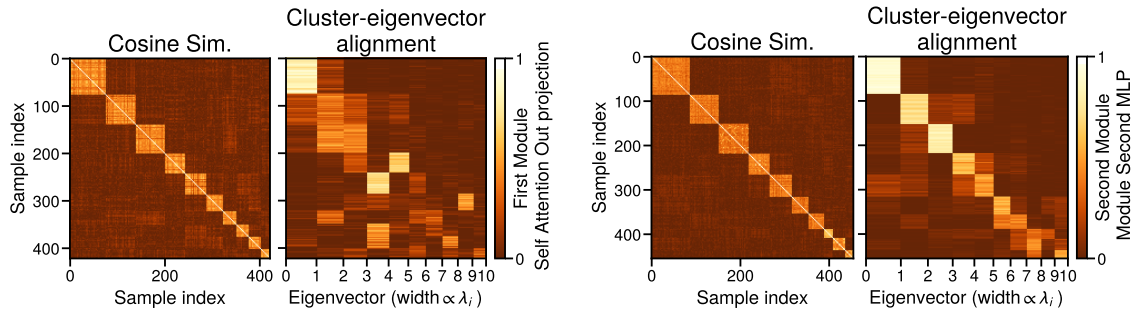 Cosine Sim.
Cluster-eigenvector
alignment
Sample index
0
100
200
300
400
0
200
400
Sample index
0
1
2
3
4
5
6
7
8
9
10
Eigenvector (width ∝ λi )
1
0
First Module
Self Attention Out projection
Cosine Sim.
Cluster-eigenvector
alignment
Sample index
0
100
200
300
400
0
200
400
Sample index
0
1
2
3
4
5
6
7
8
9
10
Eigenvector (width ∝ λi )
1
0
Second Module
Module Second MLP